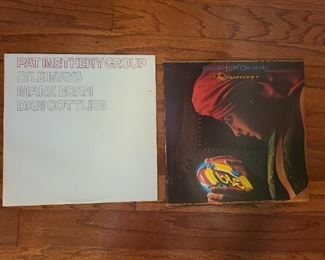 PAT METHENY GROUP
LYLE MAYS
MARK EGAN
DAN GOTTLIEB
ELECTRIC LIGHT ORCHESTRA
Discovery